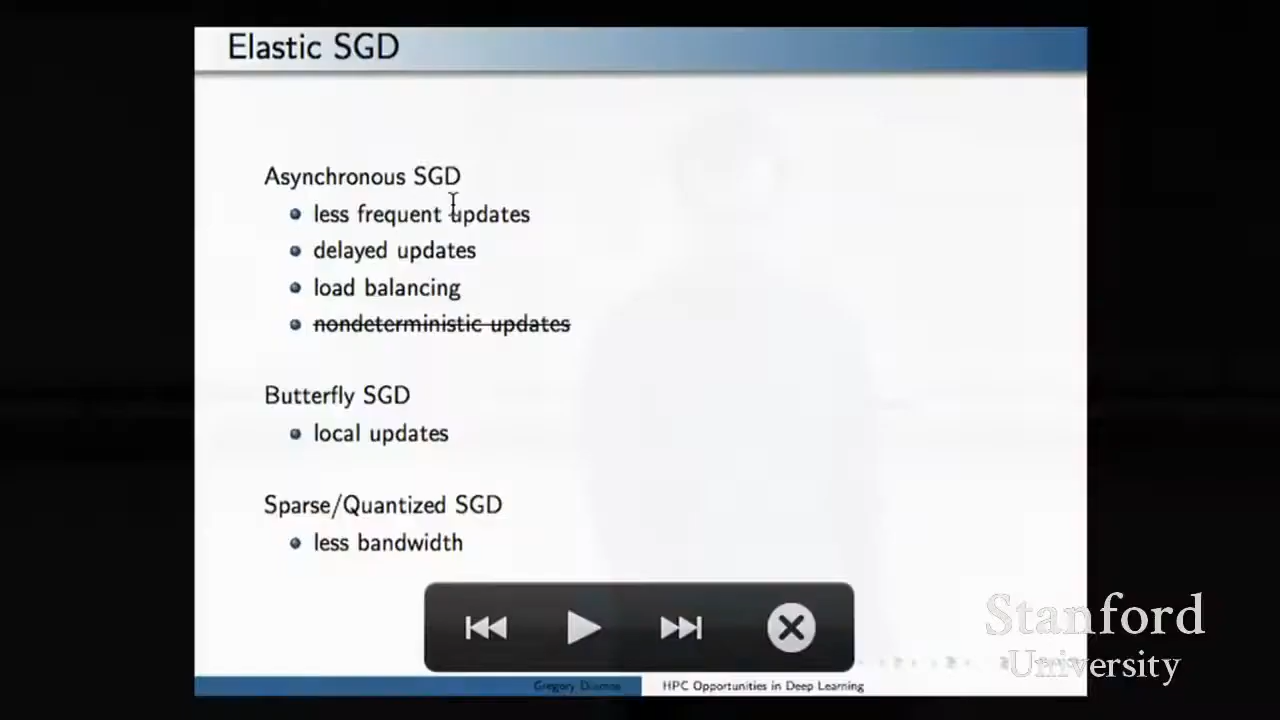 Elastic SGD
Asynchronous SGD
less frequent updates
delayed updates
load balancing
nondeterministic updates
Butterfly SGD
local updates
Sparse/Quantized SGD
less bandwidth
Stanford
University
Gregory Diamos
HPC Opportunities in Deep Learning